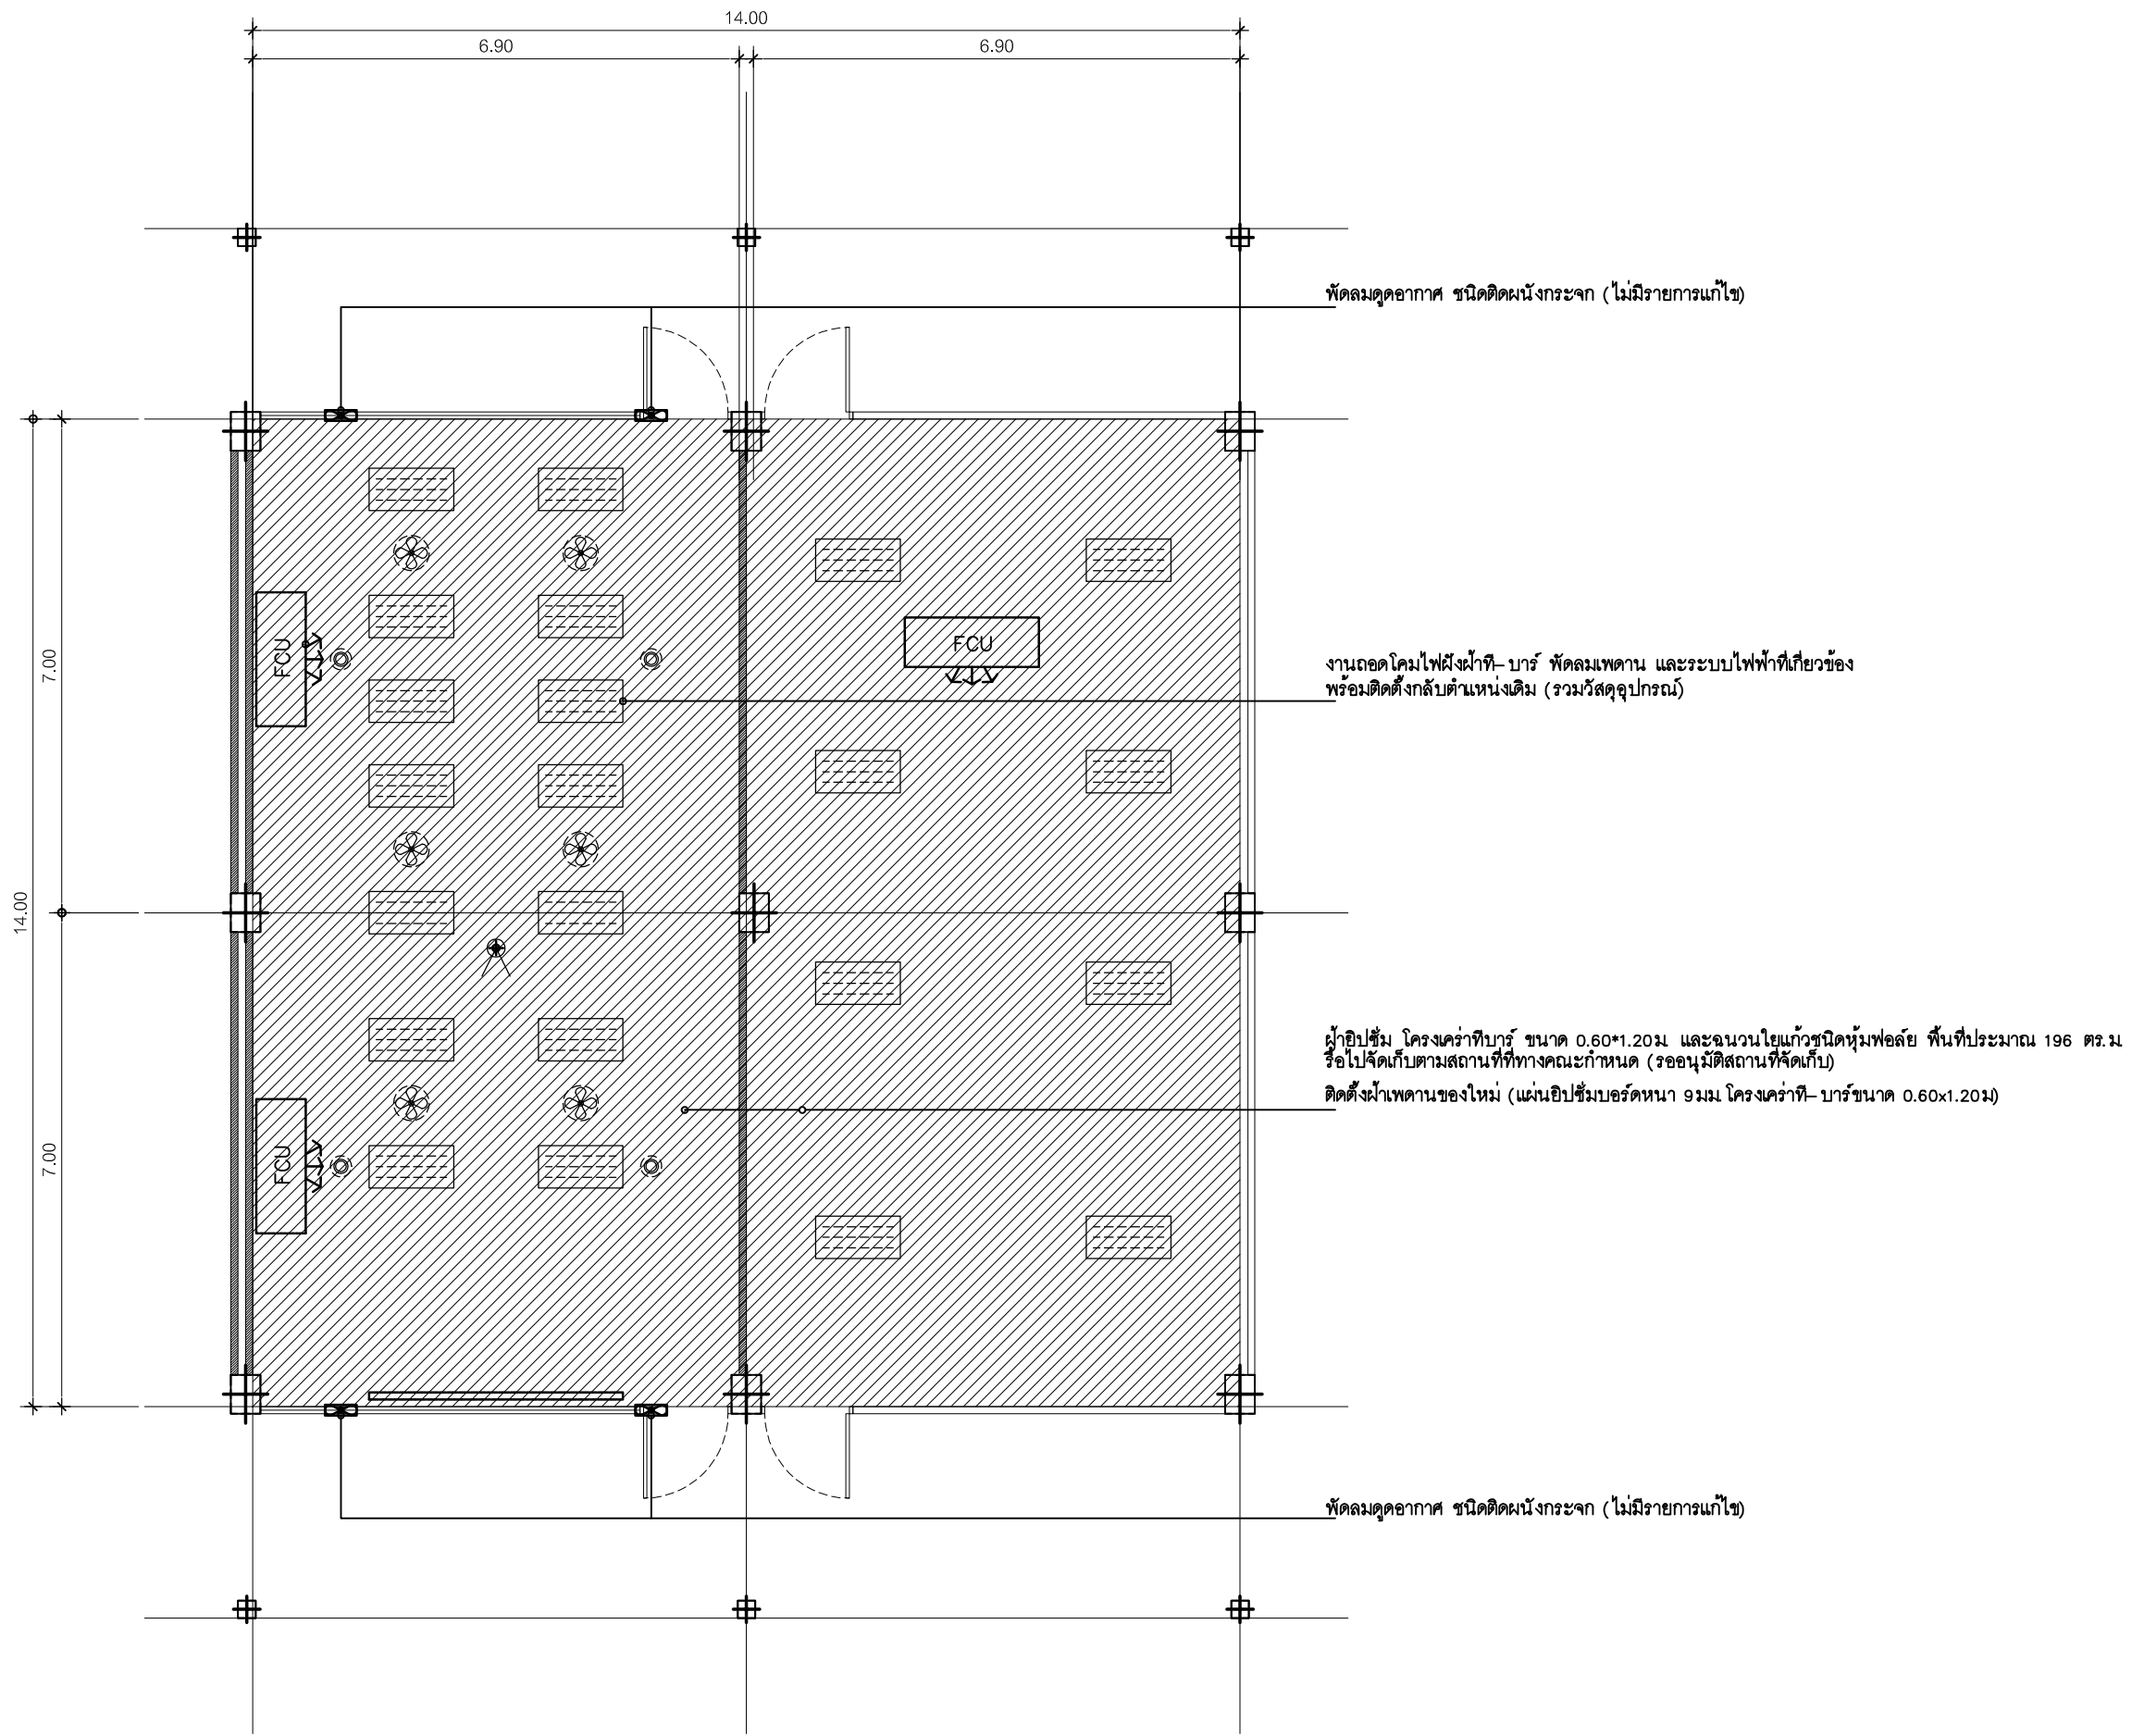 14.00
6.90
6.90
พัดลมดูดอากาศ ชนิดติดผนังกระจก (ไม่มีรายการแก้ไข)
7.00
FCU
FCU
งานถอดโคมไฟฝังฝ้าที-บาร์ พัดลมเพดาน และระบบไฟฟ้าที่เกี่ยวข้อง
พร้อมติดตั้งกลับตำแหน่งเดิม (รวมวัสดุอุปกรณ์)
14.00
ฝ้ายิปซั่ม โครงเคร่าทีบาร์ ขนาด 0.60*1.20ม. และฉนวนใยแก้วชนิดหุ้มฟอล์ย พื้นที่ประมาณ 196 ตร.ม.
รื้อไปจัดเก็บตามสถานที่ที่ทางคณะกำหนด (รออนุมัติสถานที่จัดเก็บ)
ติดตั้งฝ้าเพดานของใหม่ (แผ่นยิปซั่มบอร์ดหนา 9มม. โครงเคร่าที-บาร์ขนาด 0.60x1.20ม)
7.00
FCU
พัดลมดูดอากาศ ชนิดติดผนังกระจก (ไม่มีรายการแก้ไข)